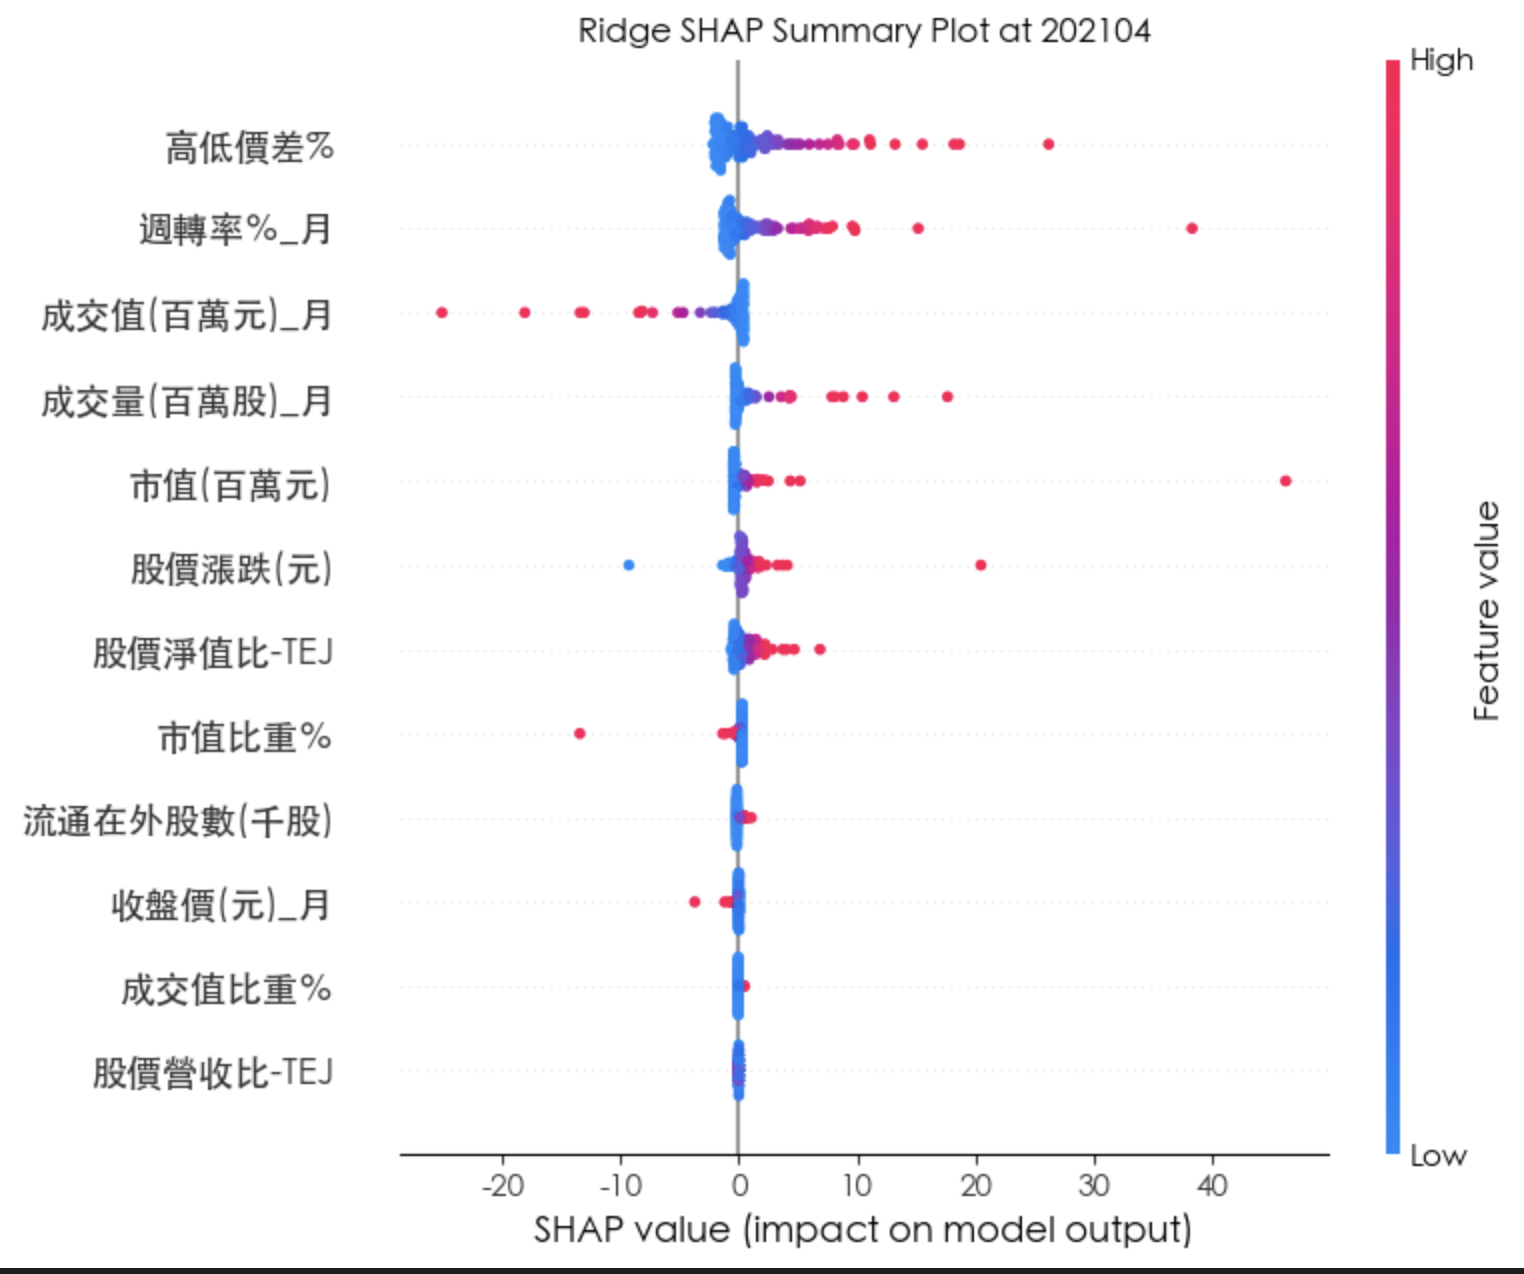 Ridge SHAP Summary Plot at 202104
High
高低價差%
週轉率%_月
成交值(百萬元)_月
成交量(百萬股)_月
市值(百萬元)
股價漲跌(元)
股價淨值比-TEJ
市值比重%
流通在外股數(千股)
收盤價(元)_月
成交值比重%
股價營收比-TEJ
Feature value
Low
-20 -10 0 10 20 30 40
SHAP value (impact on model output)